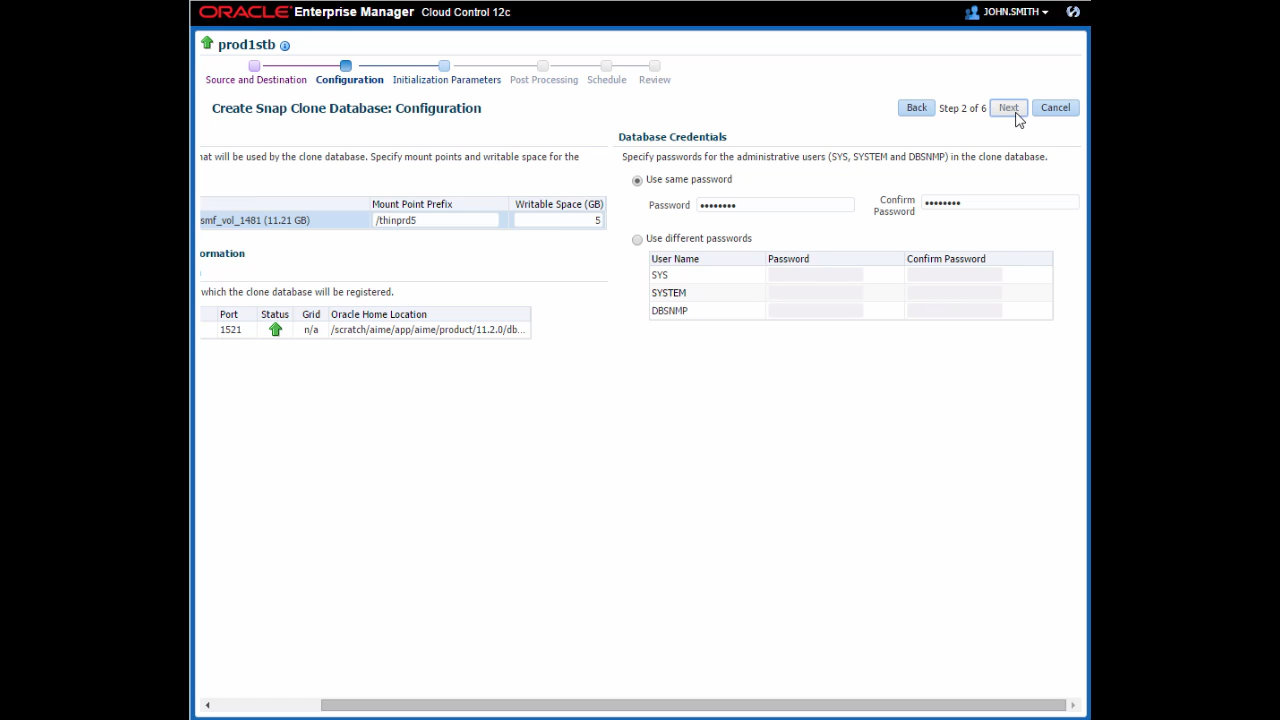 ORACLE Enterprise Manager Cloud Control 12c JOHN.SMITH
prod1stb
Source and Destination Configuration Initialization Parameters Post Processing Schedule Review
Create Snap Clone Database: Configuration Back Step 2 of 6 Next Cancel
hat will be used by the clone database. Specify mount points and writable space for the
Mount Point Prefix Writable Space (GB)
smf_vol_1481 (11.21 GB) /thinprd5 5
ormation
which the clone database will be registered.
Port Status Grid Oracle Home Location
1521 n/a /scratch/aime/app/aime/product/11.2.0/db...
Database Credentials
Specify passwords for the administrative users (SYS, SYSTEM and DBSNMP) in the clone database.
Use same password
Password •••••••• Confirm Password ••••••••
Use different passwords
User Name Password Confirm Password
SYS
SYSTEM
DBSNMP